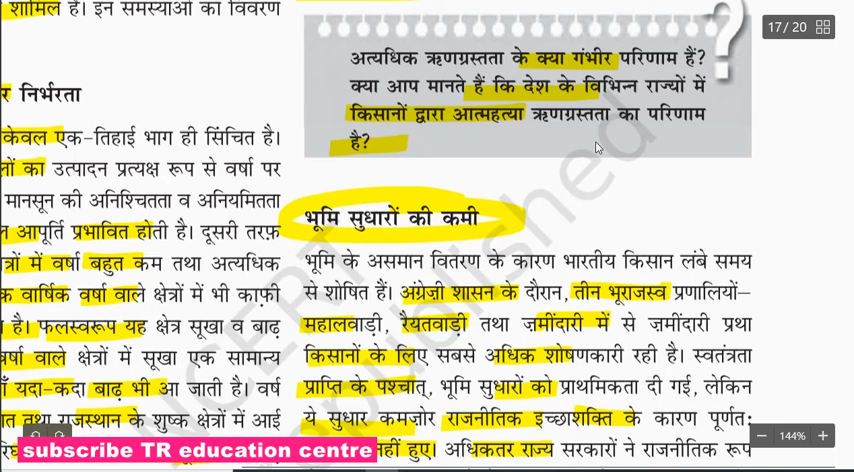 शामिल है। इन समस्याओं का विवरण
र निर्भरता
केवल एक-तिहाई भाग ही सिंचित है।
लों का उत्पादन प्रत्यक्ष रूप से वर्षा पर
मानसून की अनिश्चितता व अनियमितता
आपूर्ति प्रभावित होती है। दूसरी तरफ़
त्रों में वर्षा बहुत कम तथा अत्यधिक
क वार्षिक वर्षा वाले क्षेत्रों में भी काफ़ी
है। फलस्वरूप यह क्षेत्र सूखा व बाढ़
वर्षा वाले क्षेत्रों में सूखा एक सामान्य
यदा-कदा बाढ़ भी आ जाती है। वर्ष
तथा राजस्थान के शुष्क क्षेत्रों में आई
अत्यधिक ऋणग्रस्तता के क्या गंभीर परिणाम हैं?
क्या आप मानते हैं कि देश के विभिन्न राज्यों में
किसानों द्वारा आत्महत्या ऋणग्रस्तता का परिणाम
है?
?
भूमि सुधारों की कमी
भूमि के असमान वितरण के कारण भारतीय किसान लंबे समय
से शोषित हैं। अंग्रेजी शासन के दौरान, तीन भूराजस्व प्रणालियों–
महालवाड़ी, रैयतवाड़ी तथा ज़मींदारी में से ज़मींदारी प्रथा
किसानों के लिए सबसे अधिक शोषणकारी रही है। स्वतंत्रता
प्राप्ति के पश्चात्, भूमि सुधारों को प्राथमिकता दी गई, लेकिन
ये सुधार कमज़ोर राजनीतिक इच्छाशक्ति के कारण पूर्णतः
नहीं हुए। अधिकतर राज्य सरकारों ने राजनीतिक रूप
17/20
144%
subscribe TR education centre
NCERT
republished